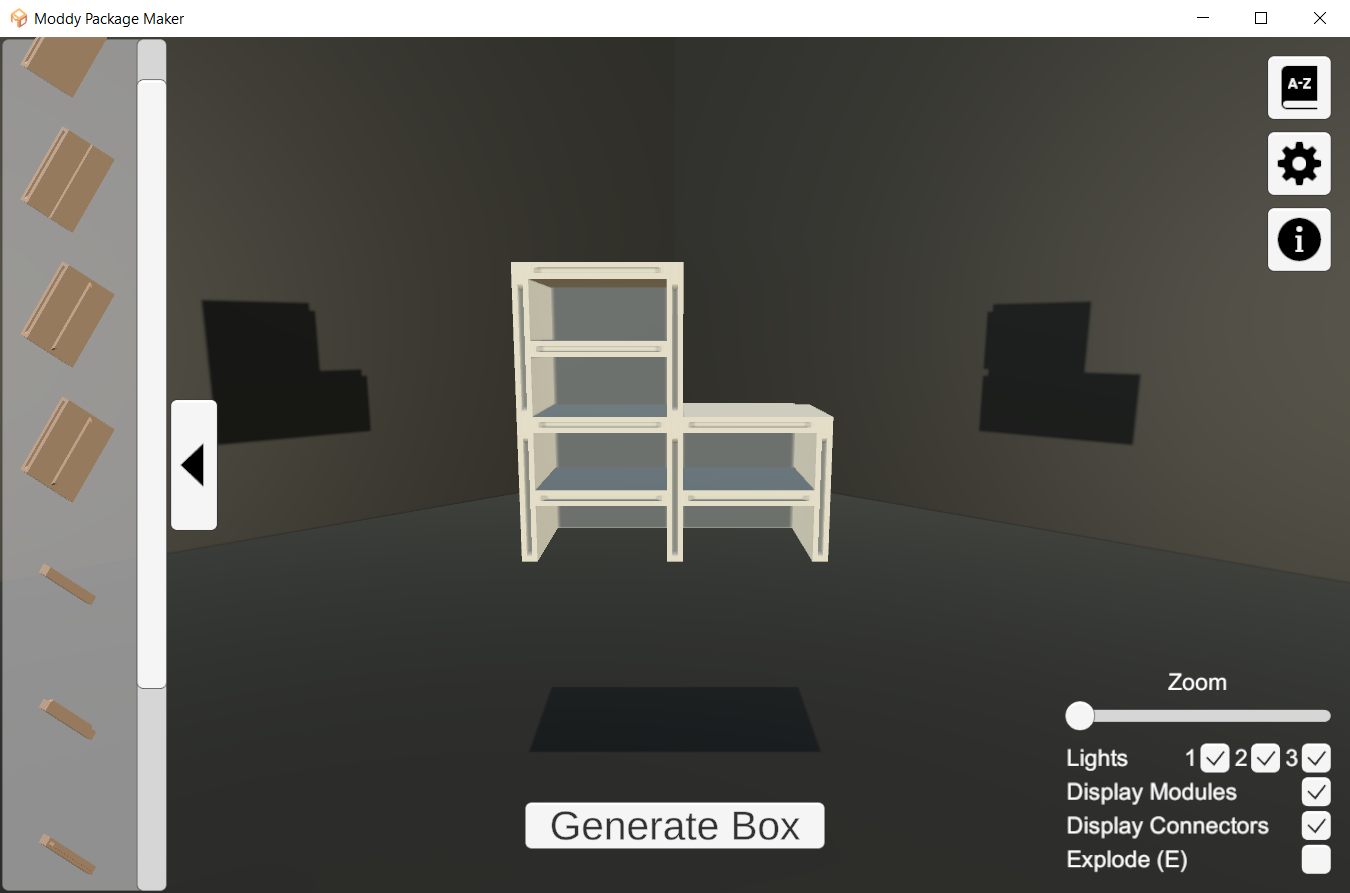 Moddy Package Maker
A-Z
i
Zoom
Lights 1 2 3
Display Modules
Display Connectors
Explode (E)
Generate Box